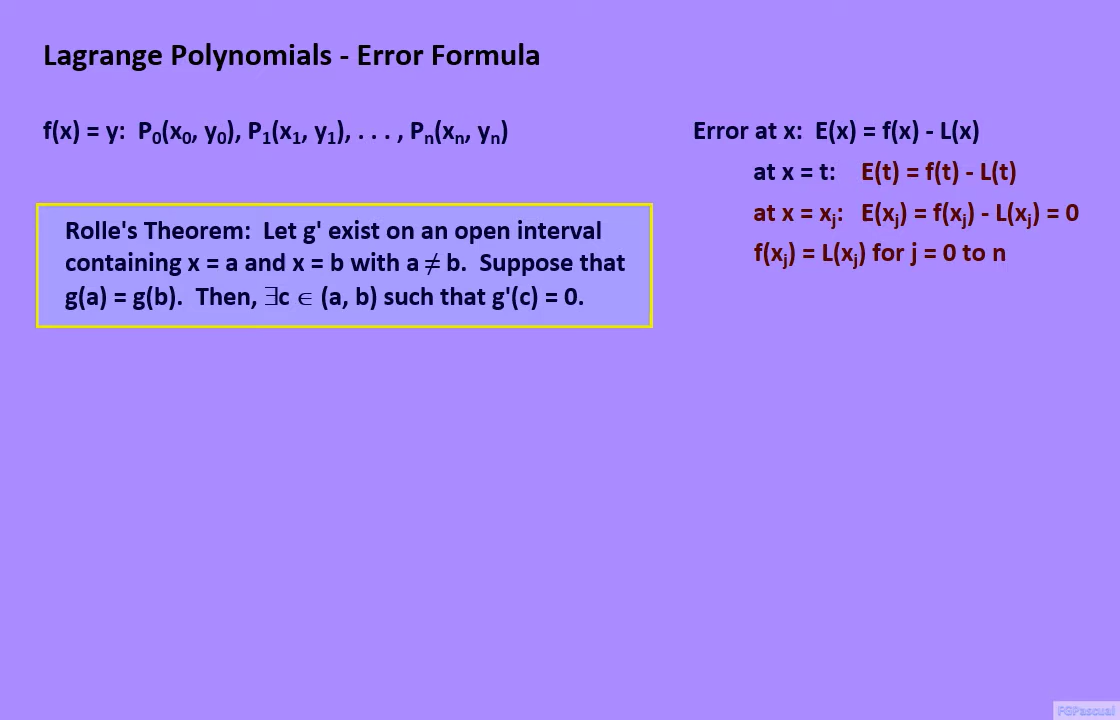 Lagrange Polynomials - Error Formula
f(x) = y: P₀(x₀, y₀), P₁(x₁, y₁), . . . , Pₙ(xₙ, yₙ)
Error at x: E(x) = f(x) - L(x)
at x = t: E(t) = f(t) - L(t)
at x = xⱼ: E(xⱼ) = f(xⱼ) - L(xⱼ) = 0
f(xⱼ) = L(xⱼ) for j = 0 to n
Rolle's Theorem: Let g' exist on an open interval
containing x = a and x = b with a ≠ b. Suppose that
g(a) = g(b). Then, ∃c ∈ (a, b) such that g'(c) = 0.
FGPascual